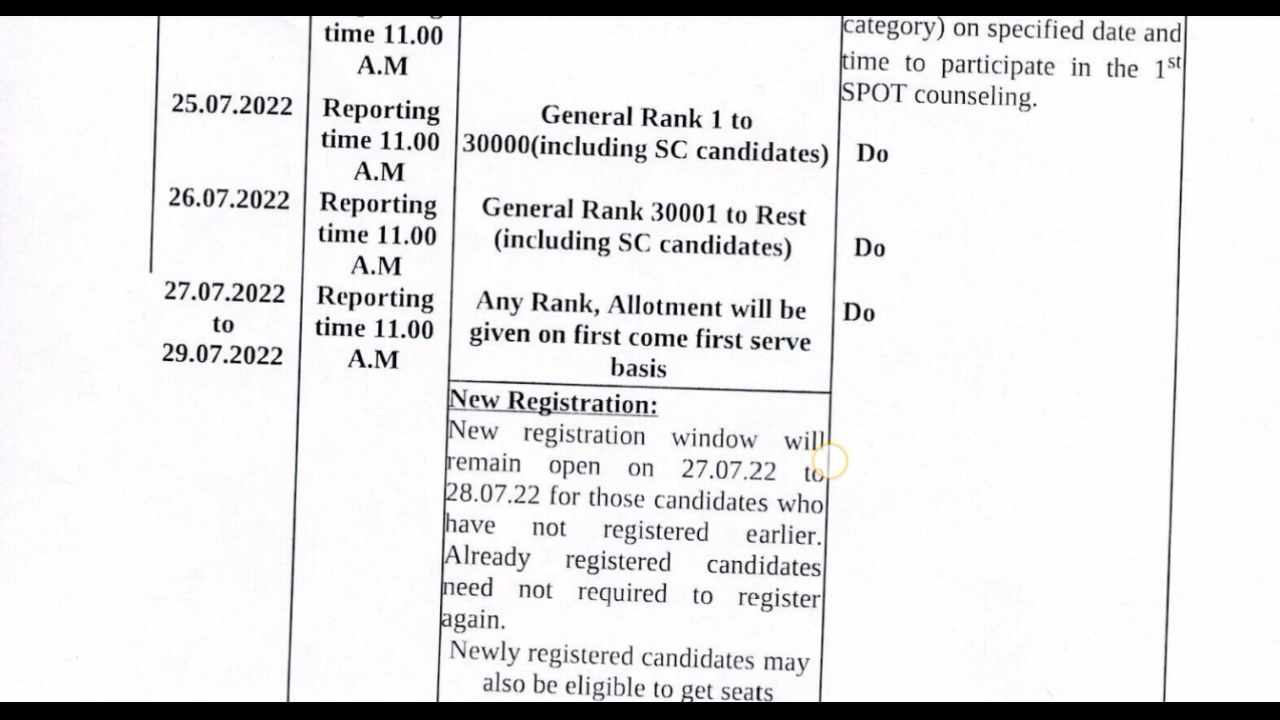 time 11.00
A.M
category) on specified date and
time to participate in the 1st
SPOT counseling.
25.07.2022
Reporting
time 11.00
A.M
General Rank 1 to
30000(including SC candidates)
Do
26.07.2022
Reporting
time 11.00
A.M
General Rank 30001 to Rest
(including SC candidates)
Do
27.07.2022
to
29.07.2022
Reporting
time 11.00
A.M
Any Rank, Allotment will be
given on first come first serve
basis
Do
New Registration:
New registration window will
remain open on 27.07.22 to
28.07.22 for those candidates who
have not registered earlier.
Already registered candidates
need not required to register
again.
Newly registered candidates may
also be eligible to get seats